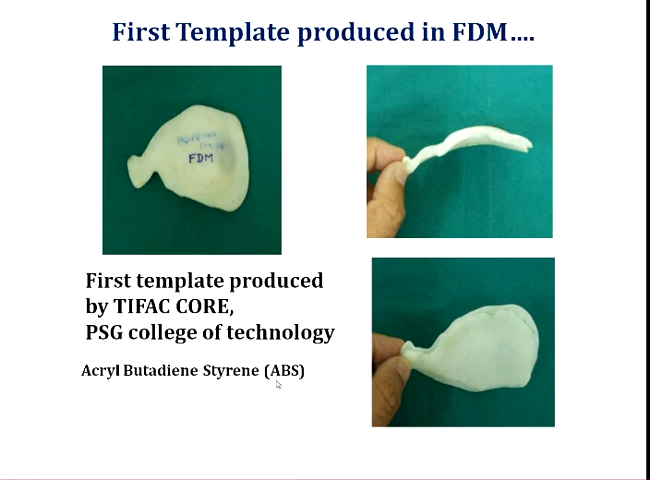 First Template produced in FDM....
FDM
First template produced
by TIFAC CORE,
PSG college of technology
Acryl Butadiene Styrene (ABS)